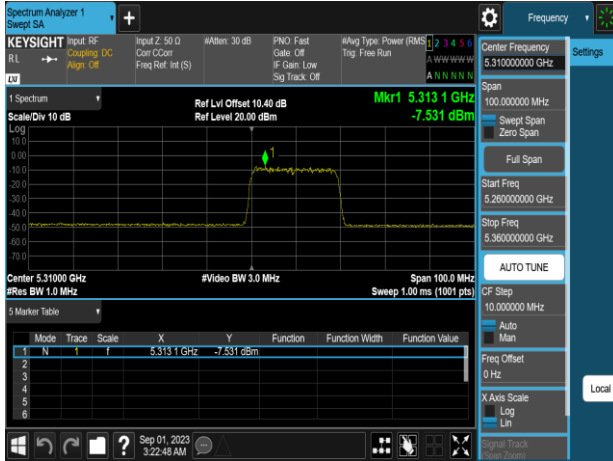 Spectrum Analyzer 1
Swept SA
+
Frequency
KEYSIGHT
RL
LXI
Input: RF
Coupling: DC
Align: Off
Input Z: 50 Ω
Corr CCorr
Freq Ref: Int (S)
#Atten: 30 dB
PNO: Fast
Gate: Off
IF Gain: Low
Sig Track: Off
#Avg Type: Power (RMS
Trig: Free Run
1 2 3 4 5 6
A W W W W W
A N N N N N
1 Spectrum
Scale/Div 10 dB
Ref Lvl Offset 10.40 dB
Ref Level 20.00 dBm
Mkr1 5.313 1 GHz
-7.531 dBm
Log
10.0
0.00
-10.0
-20.0
-30.0
-40.0
-50.0
-60.0
-70.0
1
Center 5.31000 GHz
#Res BW 1.0 MHz
#Video BW 3.0 MHz
Span 100.0 MHz
Sweep 1.00 ms (1001 pts)
5 Marker Table
Mode Trace Scale X Y Function Function Width Function Value
1 N 1 f 5.313 1 GHz -7.531 dBm
2
3
4
5
6
Center Frequency
5.310000000 GHz
Settings
Span
100.000000 MHz
Swept Span
Zero Span
Full Span
Start Freq
5.260000000 GHz
Stop Freq
5.360000000 GHz
AUTO TUNE
CF Step
10.000000 MHz
Auto
Man
Freq Offset
0 Hz
X Axis Scale
Log
Lin
Local
Signal Track
(Span Zoom)
?
Sep 01, 2023
3:22:48 AM